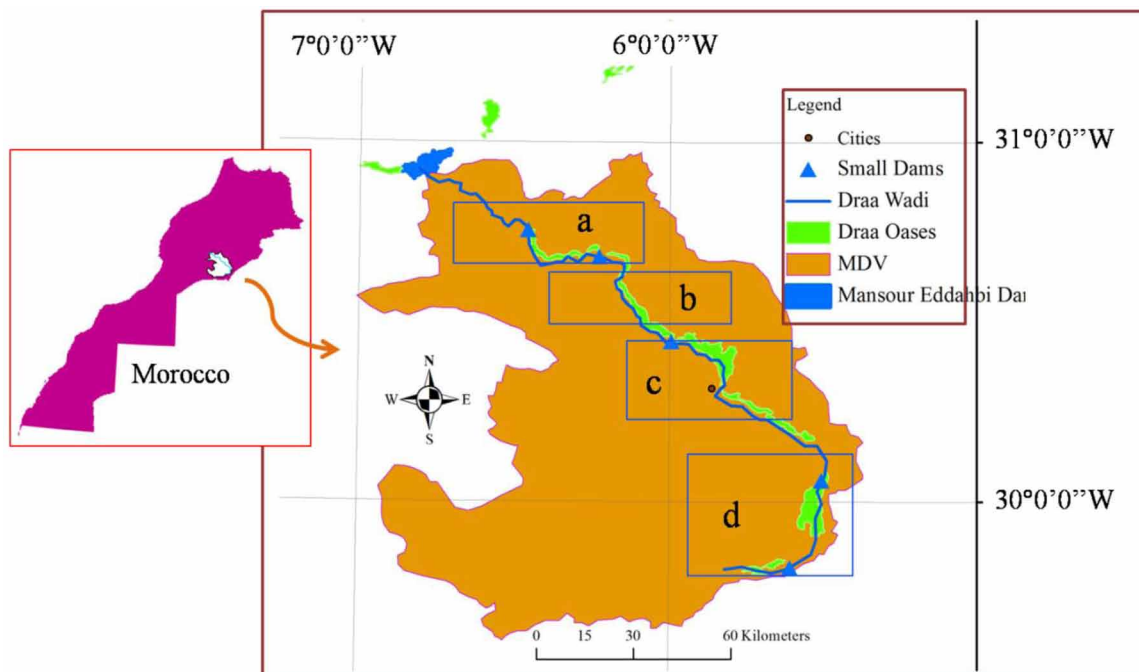 7°0'0”W 6°0'0”W
Legend
Cities
Small Dams
Draa Wadi
Draa Oases
MDV
Mansour Eddahbi Dar
31°0'0”W
30°0'0”W
Morocco
a
b
c
d
N
W E
S
0 15 30 60 Kilometers